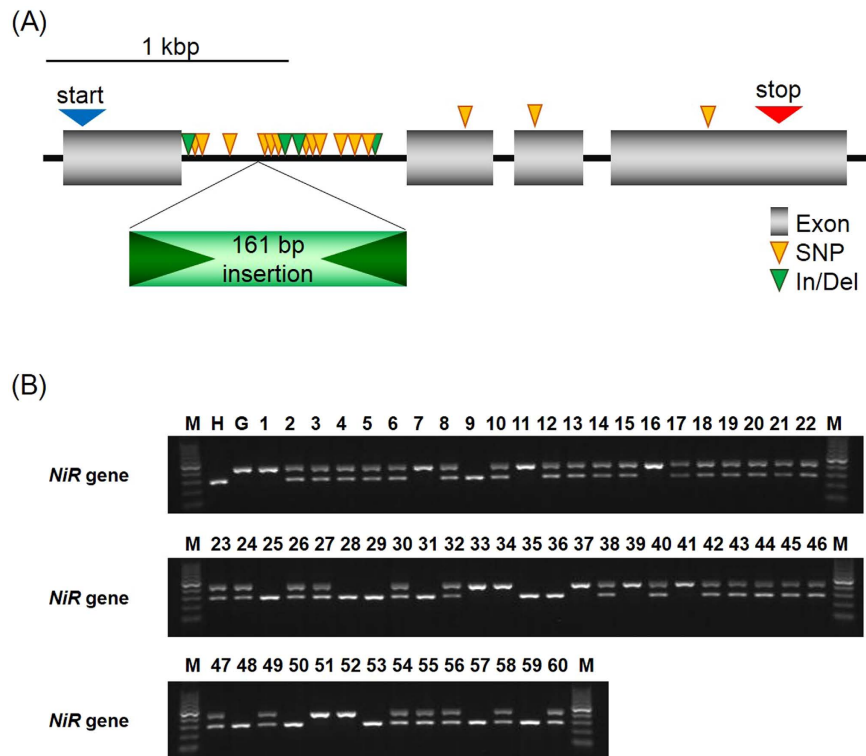 (A)
1 kbp
start
stop
161 bp
insertion
Exon
SNP
In/Del
(B)
M H G 1 2 3 4 5 6 7 8 9 10 11 12 13 14 15 16 17 18 19 20 21 22 M
NiR gene
M 23 24 25 26 27 28 29 30 31 32 33 34 35 36 37 38 39 40 41 42 43 44 45 46 M
NiR gene
M 47 48 49 50 51 52 53 54 55 56 57 58 59 60 M
NiR gene